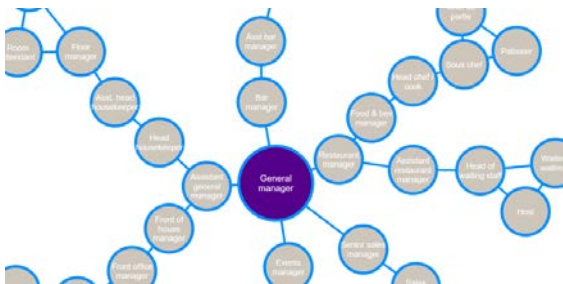 partie
Room
attendant
Floor
manager
Asst bar
manager
Sous chef
Patissier
Head chef /
cook
Asst. head
housekeeper
Bar
manager
Food & bev
manager
Head
housekeeper
Restaurant
manager
Assistant
restaurant
manager
Head of
waiting staff
Host
Assistant
general
manager
General
manager
Front of
house
manager
Front office
manager
Events
manager
Senior sales
manager
Sales